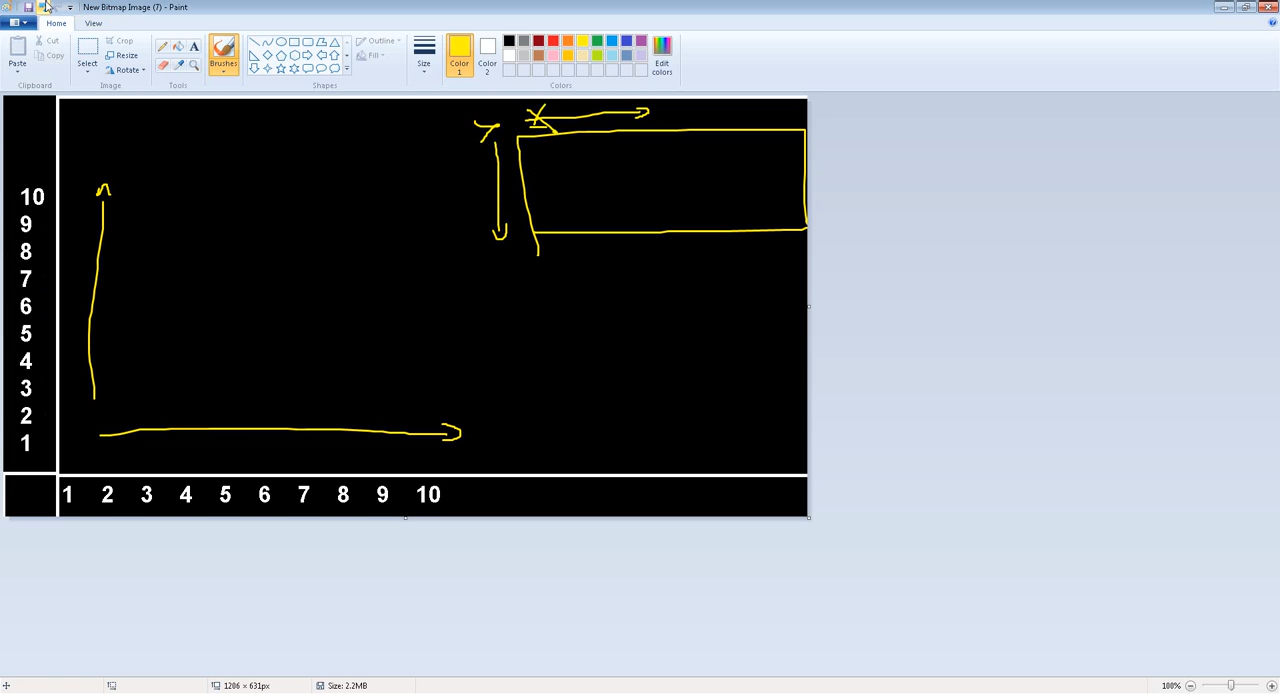 New Bitmap Image (7) - Paint
Home View
Paste Cut Copy Clipboard
Select Crop Resize Rotate Image
Tools
Brushes
Outline Fill Shapes
Size
Color 1
Color 2
Edit colors
Colors
X
Y
10
9
8
7
6
5
4
3
2
1
1 2 3 4 5 6 7 8 9 10
1206 × 631px Size: 2.2MB 100%